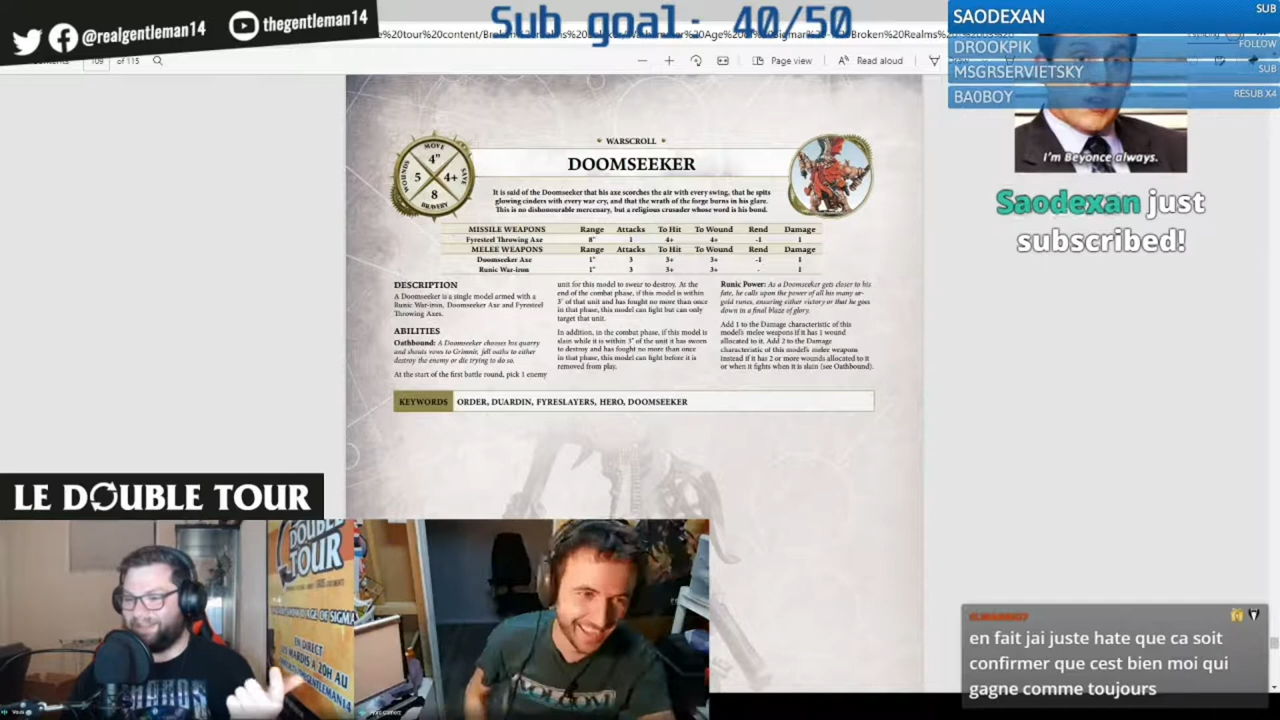 @realgentleman14
thegentleman14
Sub goal: 40/50
109 of 115
Page view
Read aloud
SAODEXAN SUB
DROOKPIK FOLLOW
MSGRSERVIETSKY SUB
BA0BOY RESUB X4
I'm Beyonce always.
Saodexan just
subscribed!
WARSCROLL
DOOMSEEKER
MOVE
4"
WOUNDS 5 4+ SAVE
8
BRAVERY
It is said of the Doomseeker that his axe scorches the air with every swing, that he spits
glowing cinders with every war cry, and that the wrath of the forge burns in his glare.
This is no dishonourable mercenary, but a religious crusader whose word is his bond.
MISSILE WEAPONS Range Attacks To Hit To Wound Rend Damage
Fyresteel Throwing Axe 8" 1 4+ 4+ -1 1
MELEE WEAPONS Range Attacks To Hit To Wound Rend Damage
Doomseeker Axe 1" 3 3+ 3+ -1 1
Runic War-iron 1" 3 3+ 3+ - 1
DESCRIPTION
A Doomseeker is a single model armed with a
Runic War-iron, Doomseeker Axe and Fyresteel
Throwing Axes.
ABILITIES
Oathbound: A Doomseeker chooses his quarry
and shouts vows to Grimnir, fell oaths to either
destroy the enemy or die trying to do so.
At the start of the first battle round, pick 1 enemy
unit for this model to swear to destroy. At the
end of the combat phase, if this model is within
3" of that unit and has fought no more than once
in that phase, this model can fight but can only
target that unit.
In addition, in the combat phase, if this model is
slain while it is within 3" of the unit it has sworn
to destroy and has fought no more than once
in that phase, this model can fight before it is
removed from play.
Runic Power: As a Doomseeker gets closer to his
fate, he calls upon the power of all his many ur-
gold runes, ensuring either victory or that he goes
down in a final blaze of glory.
Add 1 to the Damage characteristic of this
model's melee weapons if it has 1 wound
allocated to it. Add 2 to the Damage
characteristic of this model's melee weapons
instead if it has 2 or more wounds allocated to it
or when it fights when it is slain (see Oathbound).
KEYWORDS ORDER, DUARDIN, FYRESLAYERS, HERO, DOOMSEEKER
LE DOUBLE TOUR
DOUBLE
TOUR
EN DIRECT
en fait jai juste hate que ca soit
confirmer que cest bien moi qui
gagne comme toujours